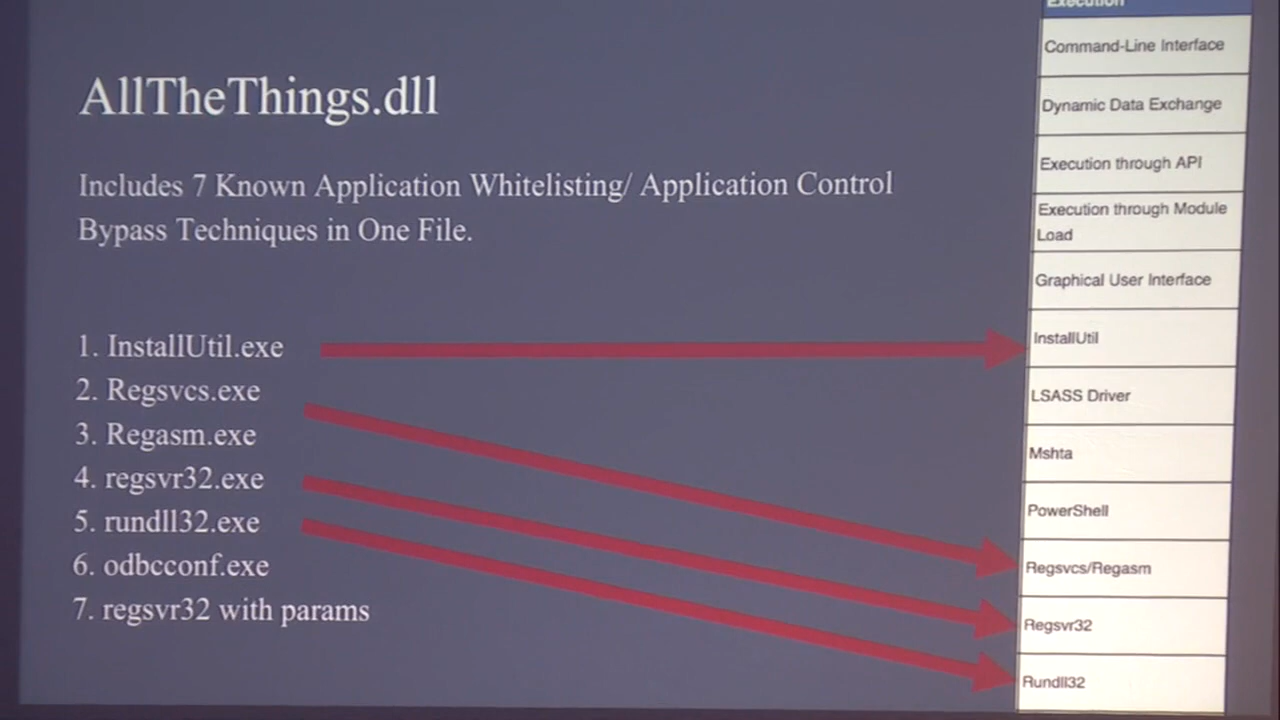 AllTheThings.dll
Includes 7 Known Application Whitelisting/ Application Control
Bypass Techniques in One File.
1. InstallUtil.exe
2. Regsvcs.exe
3. Regasm.exe
4. regsvr32.exe
5. rundll32.exe
6. odbcconf.exe
7. regsvr32 with params
Execution
Command-Line Interface
Dynamic Data Exchange
Execution through API
Execution through Module
Load
Graphical User Interface
InstallUtil
LSASS Driver
Mshta
PowerShell
Regsvcs/Regasm
Regsvr32
Rundll32